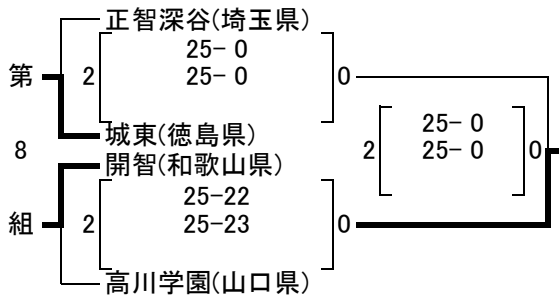 正智深谷(埼玉県)
25- 0
2 25- 0 0
第
城東(徳島県)
8
開智(和歌山県)
25-22
2 25-23 0
組
高川学園(山口県)
25- 0
2 25- 0 0